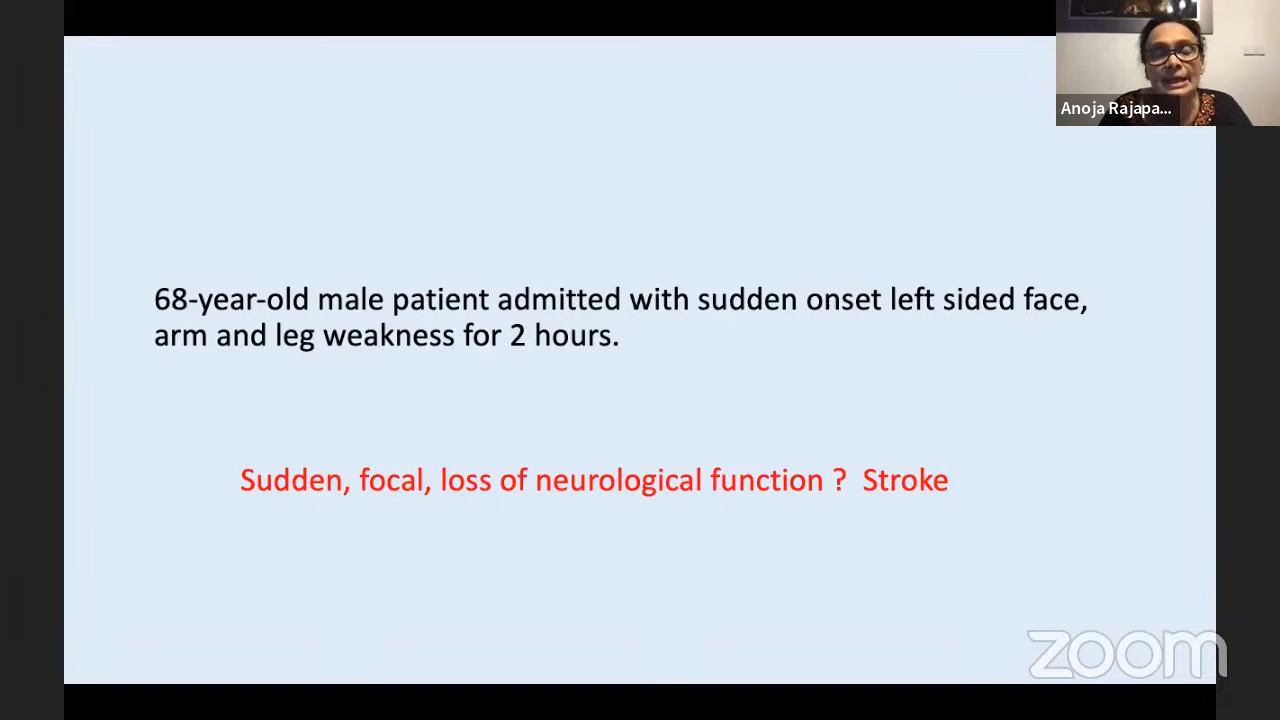 Anoja Rajapa...
68-year-old male patient admitted with sudden onset left sided face,
arm and leg weakness for 2 hours.
Sudden, focal, loss of neurological function ?  Stroke
zoom